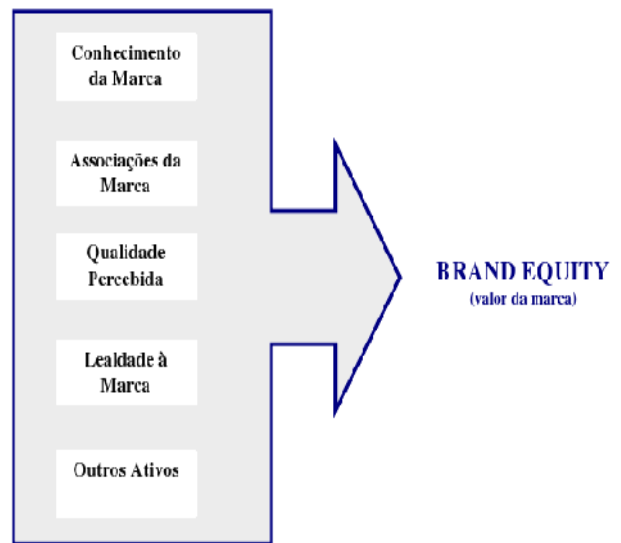 Conhecimento
da Marca
Associações da
Marca
Qualidade
Percebida
BRAND EQUITY
(valor da marca)
Lealdade à
Marca
Outros Ativos